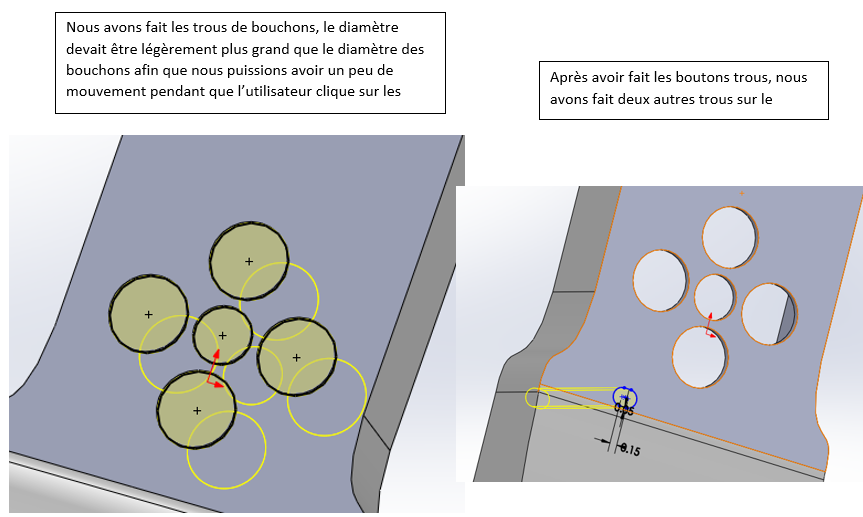 Nous avons fait les trous de bouchons, le diamètre
devait être légèrement plus grand que le diamètre des
bouchons afin que nous puissions avoir un peu de
mouvement pendant que l'utilisateur clique sur les
Après avoir fait les boutons trous, nous
avons fait deux autres trous sur le
0.15